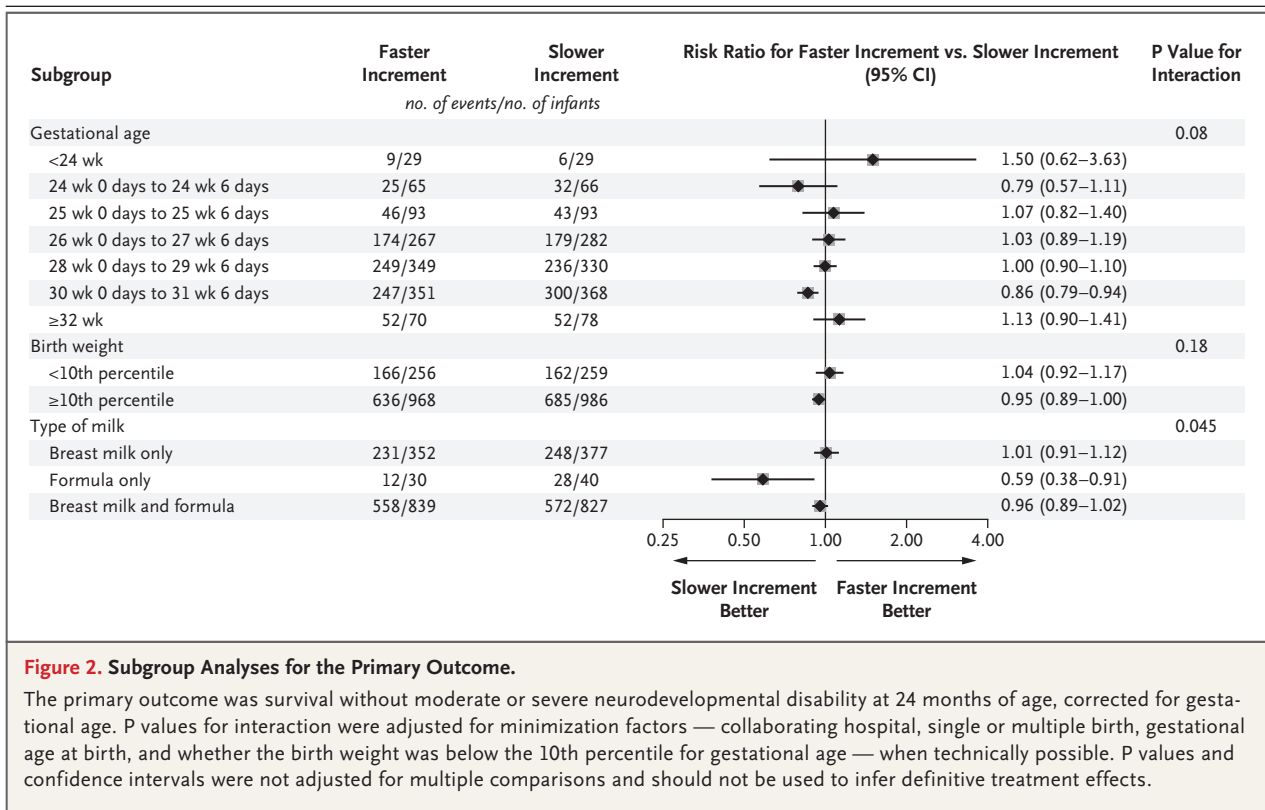 Subgroup
Faster Increment
Slower Increment
Risk Ratio for Faster Increment vs. Slower Increment (95% CI)
P Value for Interaction
no. of events/no. of infants
Gestational age 0.08
<24 wk 9/29 6/29 1.50 (0.62–3.63)
24 wk 0 days to 24 wk 6 days 25/65 32/66 0.79 (0.57–1.11)
25 wk 0 days to 25 wk 6 days 46/93 43/93 1.07 (0.82–1.40)
26 wk 0 days to 27 wk 6 days 174/267 179/282 1.03 (0.89–1.19)
28 wk 0 days to 29 wk 6 days 249/349 236/330 1.00 (0.90–1.10)
30 wk 0 days to 31 wk 6 days 247/351 300/368 0.86 (0.79–0.94)
≥32 wk 52/70 52/78 1.13 (0.90–1.41)
Birth weight 0.18
<10th percentile 166/256 162/259 1.04 (0.92–1.17)
≥10th percentile 636/968 685/986 0.95 (0.89–1.00)
Type of milk 0.045
Breast milk only 231/352 248/377 1.01 (0.91–1.12)
Formula only 12/30 28/40 0.59 (0.38–0.91)
Breast milk and formula 558/839 572/827 0.96 (0.89–1.02)
0.25 0.50 1.00 2.00 4.00
Slower Increment Better
Faster Increment Better
Figure 2. Subgroup Analyses for the Primary Outcome.
The primary outcome was survival without moderate or severe neurodevelopmental disability at 24 months of age, corrected for gesta-
tional age. P values for interaction were adjusted for minimization factors — collaborating hospital, single or multiple birth, gestational
age at birth, and whether the birth weight was below the 10th percentile for gestational age — when technically possible. P values and
confidence intervals were not adjusted for multiple comparisons and should not be used to infer definitive treatment effects.